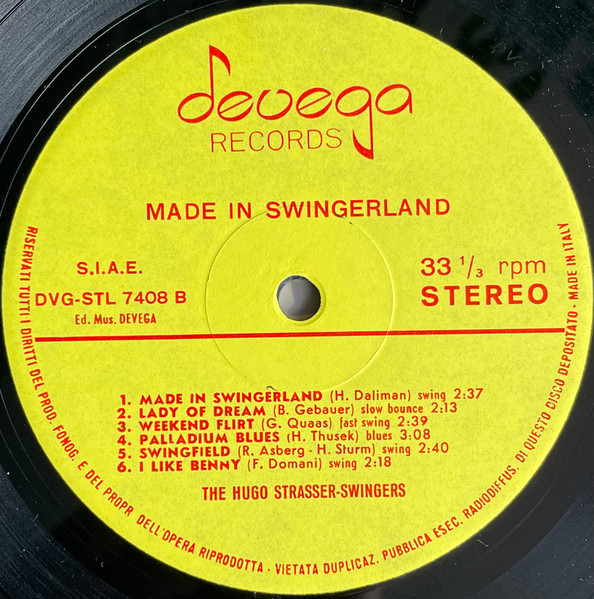 devega
RECORDS
MADE IN SWINGERLAND
S.I.A.E.
DVG-STL 7408 B
Ed. Mus. DEVEGA
33 1/3 rpm
STEREO
1. MADE IN SWINGERLAND (H. Daliman) swing 2:37
2. LADY OF DREAM (B. Gebauer) slow bounce 2:13
3. WEEKEND FLIRT (G. Quaas) fast swing 2:39
4. PALLADIUM BLUES (H. Thusek) blues 3:08
5. SWINGFIELD (R. Asberg - H. Sturm) swing 2:40
6. I LIKE BENNY (F. Domani) swing 2:18
THE HUGO STRASSER-SWINGERS
RISERVATI TUTTI I DIRITTI DEL PROD. FONOG. E DEL PROPR. DELL'OPERA RIPRODOTTA - VIETATA DUPLICAZ. PUBBLICA ESEC. RADIODIFFUS. DI QUESTO DISCO DEPOSITATO - MADE IN ITALY